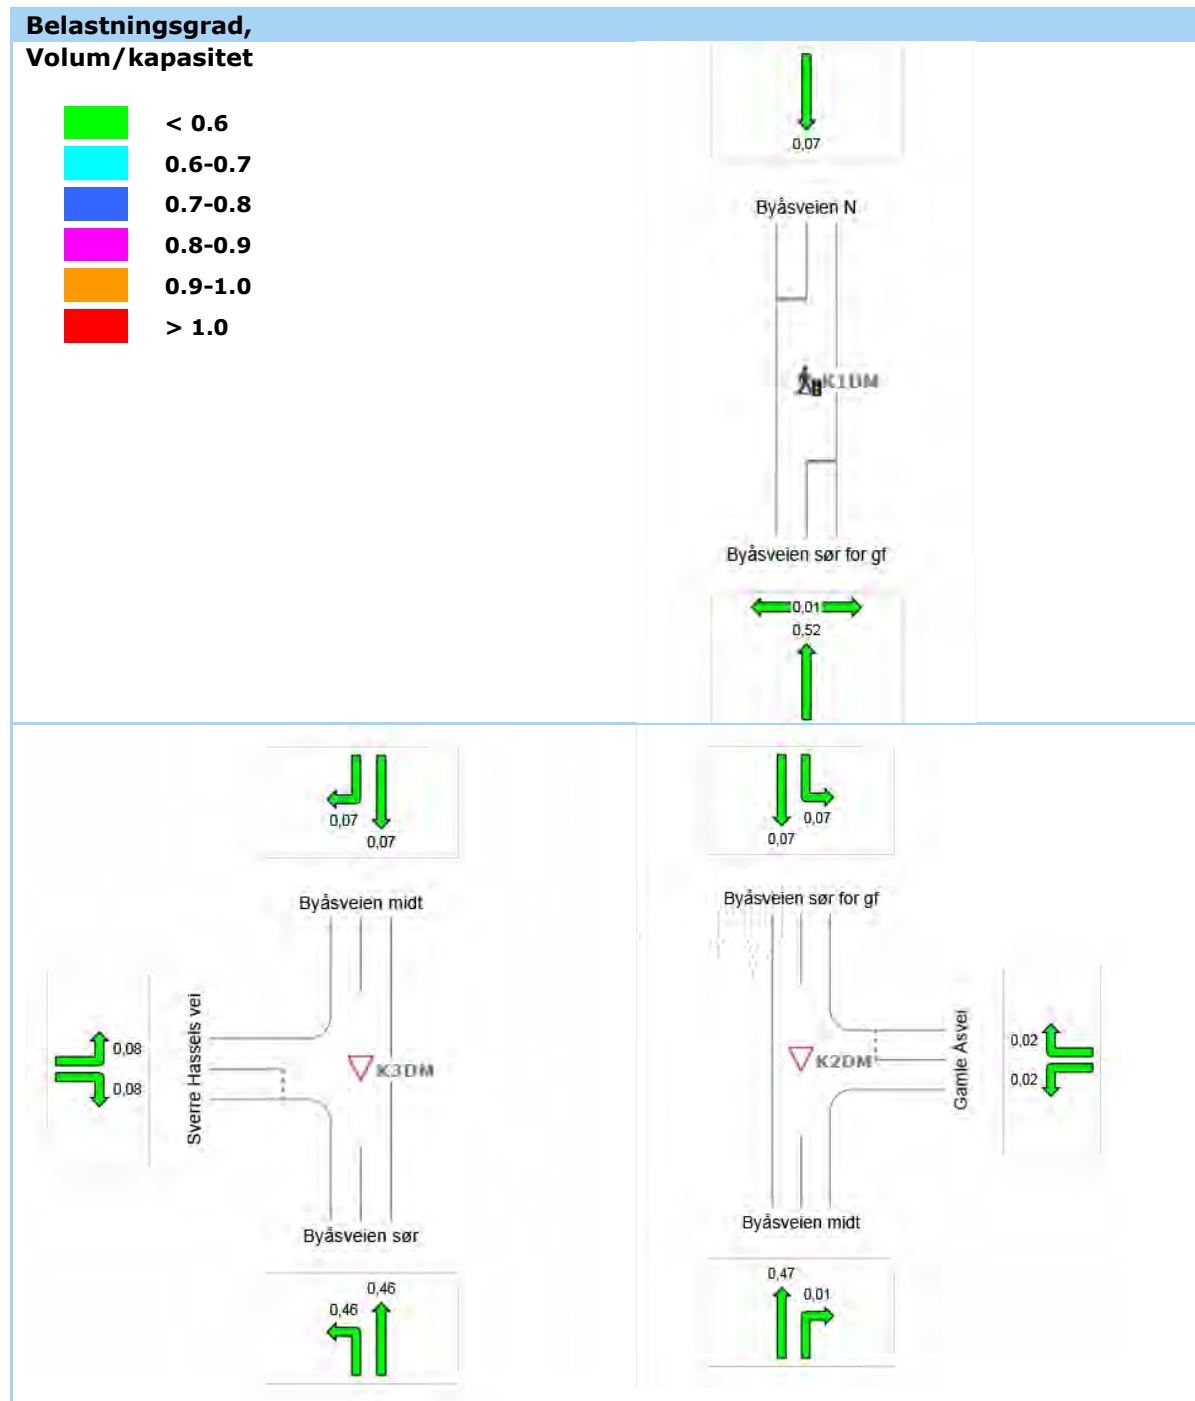 Belastningsgrad,
Volum/kapasitet
< 0.6
0.6-0.7
0.7-0.8
0.8-0.9
0.9-1.0
> 1.0
0,07
Byåsveien N
K1DM
Byåsveien sør for gf
0,01
0,52
0,07
0,07
Byåsveien midt
Sverre Hassels vei
0,08
0,08
K3DM
Byåsveien sør
0,46
0,46
0,07
0,07
Byåsveien sør for gf
K2DM
Gamle Åsvei
0,02
0,02
Byåsveien midt
0,47
0,01